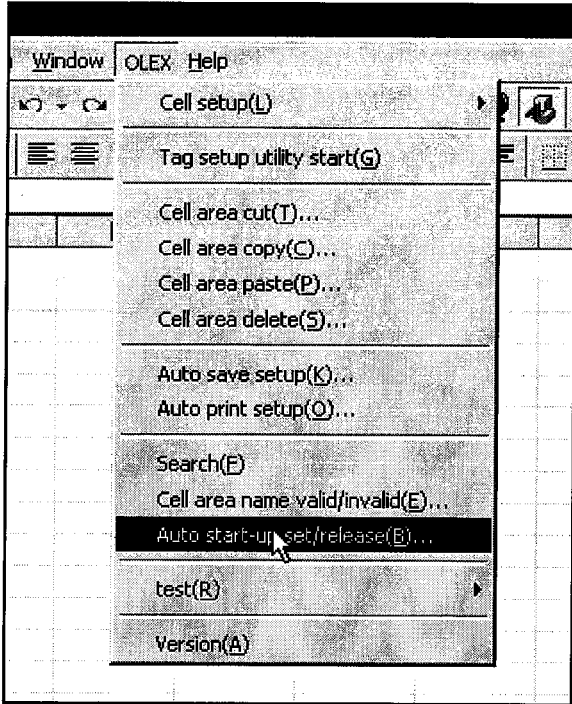 Window OLEX Help
Cell setup(L)
Tag setup utility start(G)
Cell area cut(T)...
Cell area copy(C)...
Cell area paste(P)...
Cell area delete(S)...
Auto save setup(K)...
Auto print setup(O)...
Search(F)
Cell area name valid/invalid(E)...
Auto start-up set/release(B)...
test(R)
Version(A)